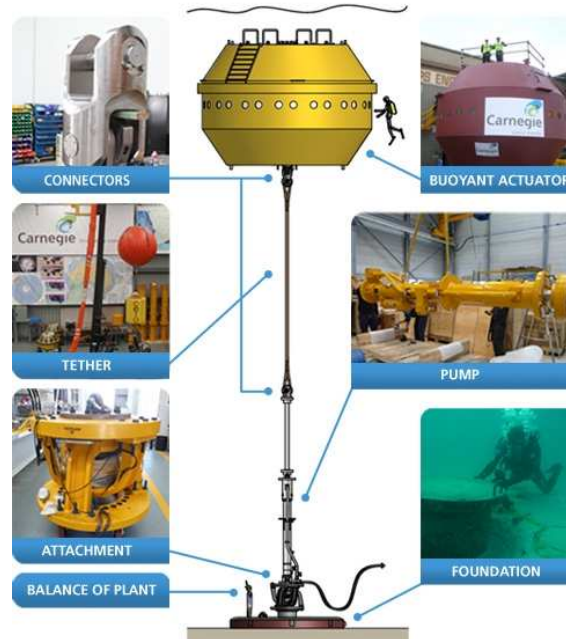 CONNECTORS
Carnegie
BUOYANT ACTUATOR
Carnegie
TETHER
PUMP
ATTACHMENT
BALANCE OF PLANT
FOUNDATION